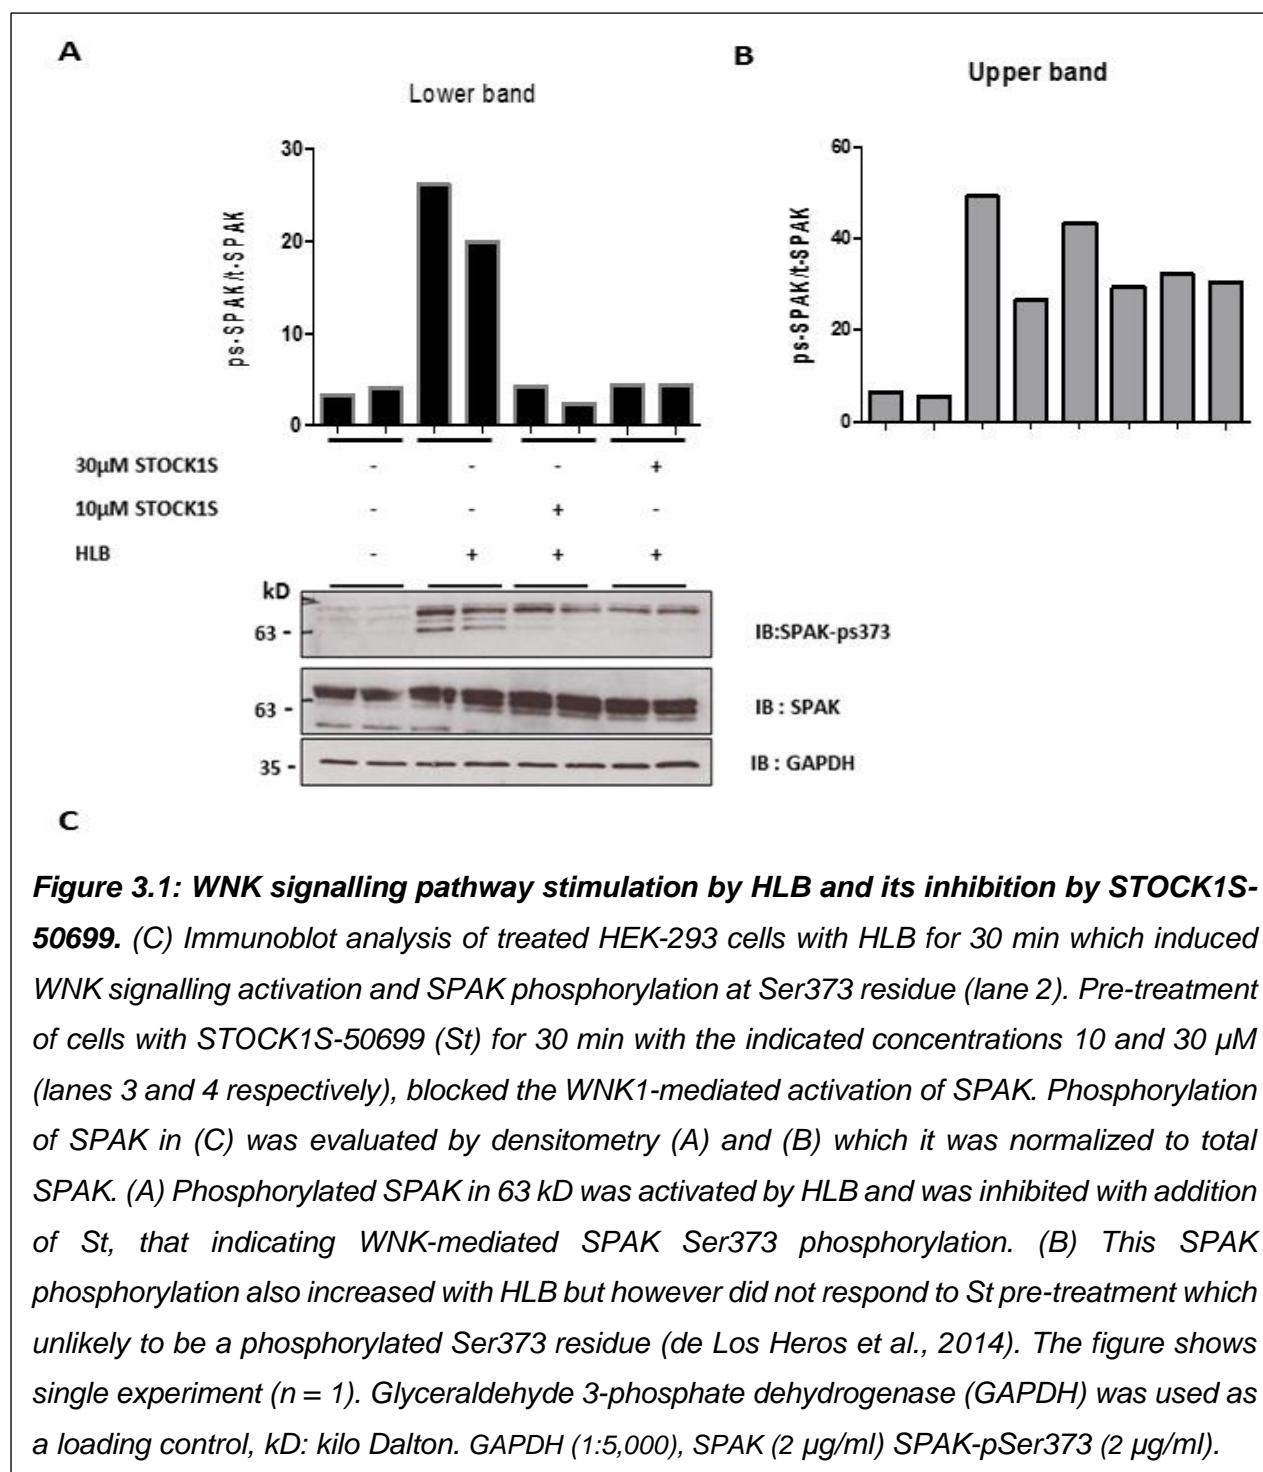 A
B
Lower band
Upper band
ps-SPAK/t-SPAK
30
20
10
0
ps-SPAK/t-SPAK
60
40
20
0
30µM STOCK1S - - - +
10µM STOCK1S - - + -
HLB - + + +
kD
63 -
IB:SPAK-ps373
63 -
IB : SPAK
35 -
IB : GAPDH
C
Figure 3.1: WNK signalling pathway stimulation by HLB and its inhibition by STOCK1S-
50699. (C) Immunoblot analysis of treated HEK-293 cells with HLB for 30 min which induced
WNK signalling activation and SPAK phosphorylation at Ser373 residue (lane 2). Pre-treatment
of cells with STOCK1S-50699 (St) for 30 min with the indicated concentrations 10 and 30 µM
(lanes 3 and 4 respectively), blocked the WNK1-mediated activation of SPAK. Phosphorylation
of SPAK in (C) was evaluated by densitometry (A) and (B) which it was normalized to total
SPAK. (A) Phosphorylated SPAK in 63 kD was activated by HLB and was inhibited with addition
of St, that indicating WNK-mediated SPAK Ser373 phosphorylation. (B) This SPAK
phosphorylation also increased with HLB but however did not respond to St pre-treatment which
unlikely to be a phosphorylated Ser373 residue (de Los Heros et al., 2014). The figure shows
single experiment (n = 1). Glyceraldehyde 3-phosphate dehydrogenase (GAPDH) was used as
a loading control, kD: kilo Dalton. GAPDH (1:5,000), SPAK (2 µg/ml) SPAK-pSer373 (2 µg/ml).